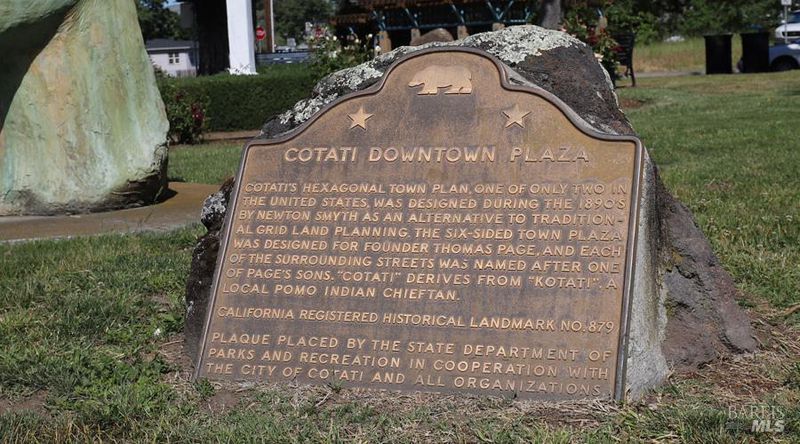 COTATI DOWNTOWN PLAZA
COTATI'S HEXAGONAL TOWN PLAN, ONE OF ONLY TWO IN
THE UNITED STATES, WAS DESIGNED DURING THE 1890'S
BY NEWTON SMYTH AS AN ALTERNATIVE TO TRADITION-
AL GRID LAND PLANNING. THE SIX-SIDED TOWN PLAZA
WAS DESIGNED FOR FOUNDER THOMAS PAGE, AND EACH
OF THE SURROUNDING STREETS WAS NAMED AFTER ONE
OF PAGE'S SONS. "COTATI" DERIVES FROM "KOTATI", A
LOCAL POMO INDIAN CHIEFTAN.
CALIFORNIA REGISTERED HISTORICAL LANDMARK NO. 879
PLAQUE PLACED BY THE STATE DEPARTMENT OF
PARKS AND RECREATION IN COOPERATION WITH
THE CITY OF COTATI AND ALL ORGANIZATIONS
BAREIS
MLS